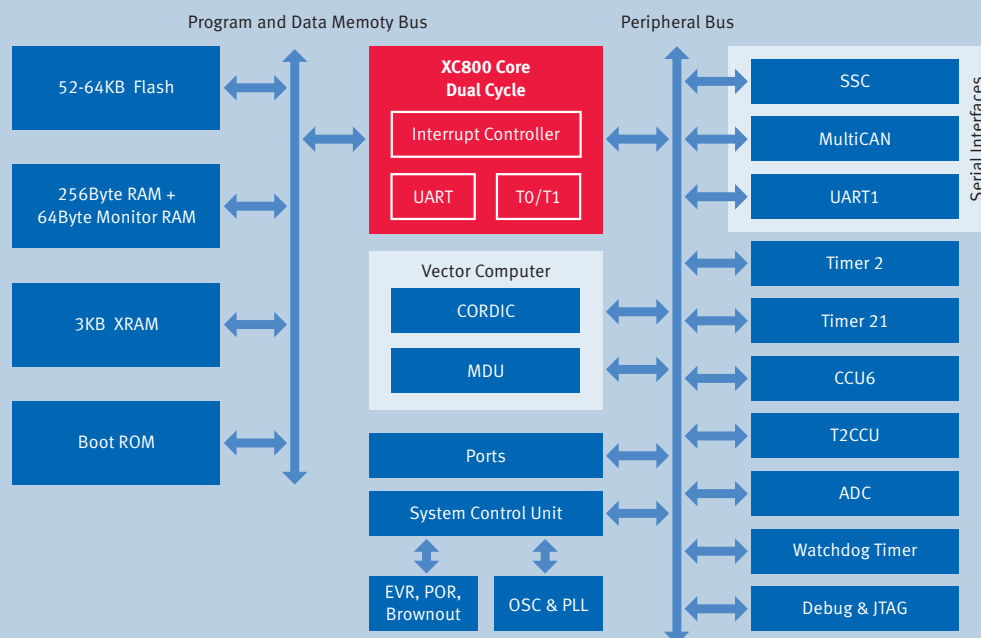 Program and Data Memoty Bus
Peripheral Bus
52-64KB Flash
256Byte RAM +
64Byte Monitor RAM
3KB XRAM
Boot ROM
XC800 Core
Dual Cycle
Interrupt Controller
UART
T0/T1
Vector Computer
CORDIC
MDU
Ports
System Control Unit
EVR, POR,
Brownout
OSC & PLL
SSC
MultiCAN
UART1
Serial Interfaces
Timer 2
Timer 21
CCU6
T2CCU
ADC
Watchdog Timer
Debug & JTAG